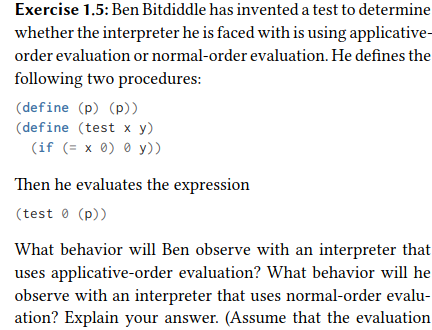 Exercise 1.5: Ben Bitdiddle has invented a test to determine
whether the interpreter he is faced with is using applicative-
order evaluation or normal-order evaluation. He defines the
following two procedures:
(define (p) (p))
(define (test x y)
  (if (= x 0) 0 y))
Then he evaluates the expression
(test 0 (p))
What behavior will Ben observe with an interpreter that
uses applicative-order evaluation? What behavior will he
observe with an interpreter that uses normal-order evalu-
ation? Explain your answer. (Assume that the evaluation